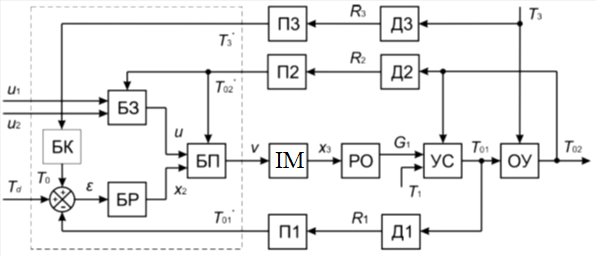 П3 R3 Д3 T3
T3˙
П2 R2 Д2
u1 БЗ T02˙
u2 u
БК БП v IM x3 РО G1 УС T01 ОУ T02
Td T0 ε БР x2 T1
T01˙ П1 R1 Д1